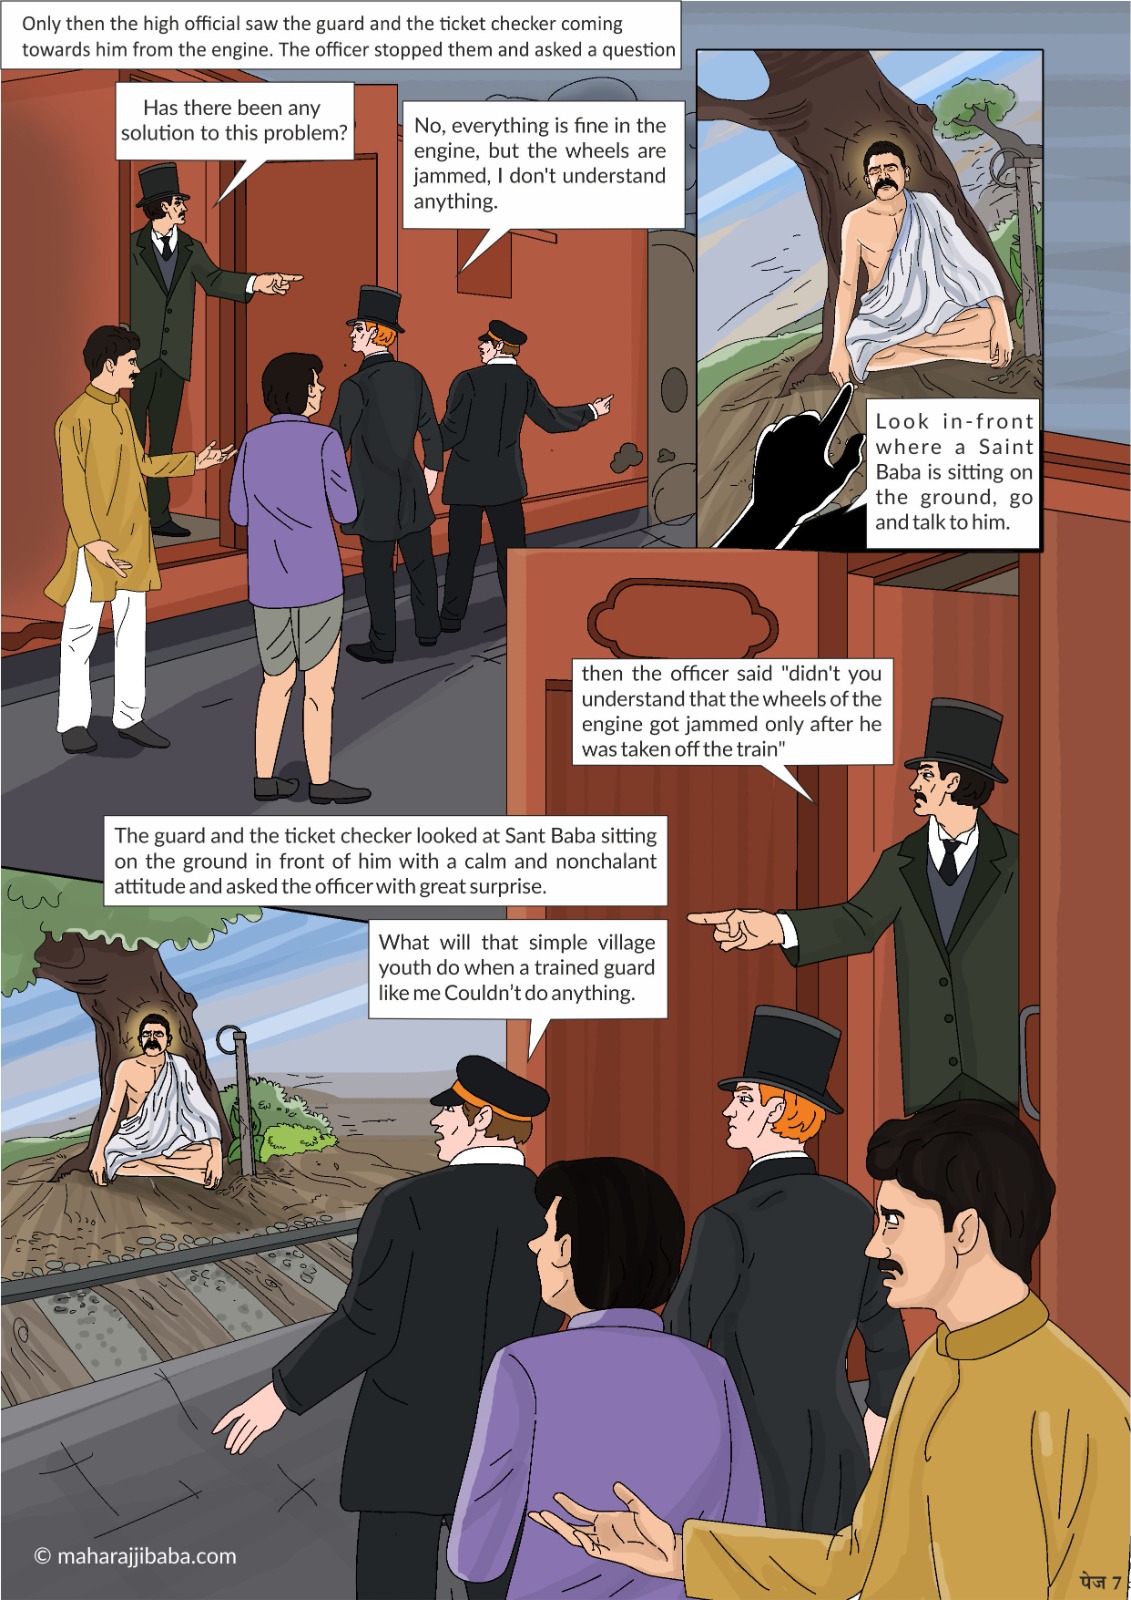 Only then the high official saw the guard and the ticket checker coming
towards him from the engine. The officer stopped them and asked a question
Has there been any
solution to this problem?
No, everything is fine in the
engine, but the wheels are
jammed, I don't understand
anything.
Look in-front
where a Saint
Baba is sitting on
the ground, go
and talk to him.
then the officer said "didn't you
understand that the wheels of the
engine got jammed only after he
was taken off the train"
The guard and the ticket checker looked at Sant Baba sitting
on the ground in front of him with a calm and nonchalant
attitude and asked the officer with great surprise.
What will that simple village
youth do when a trained guard
like me Couldn't do anything.
© maharajjibaba.com
पेज 7